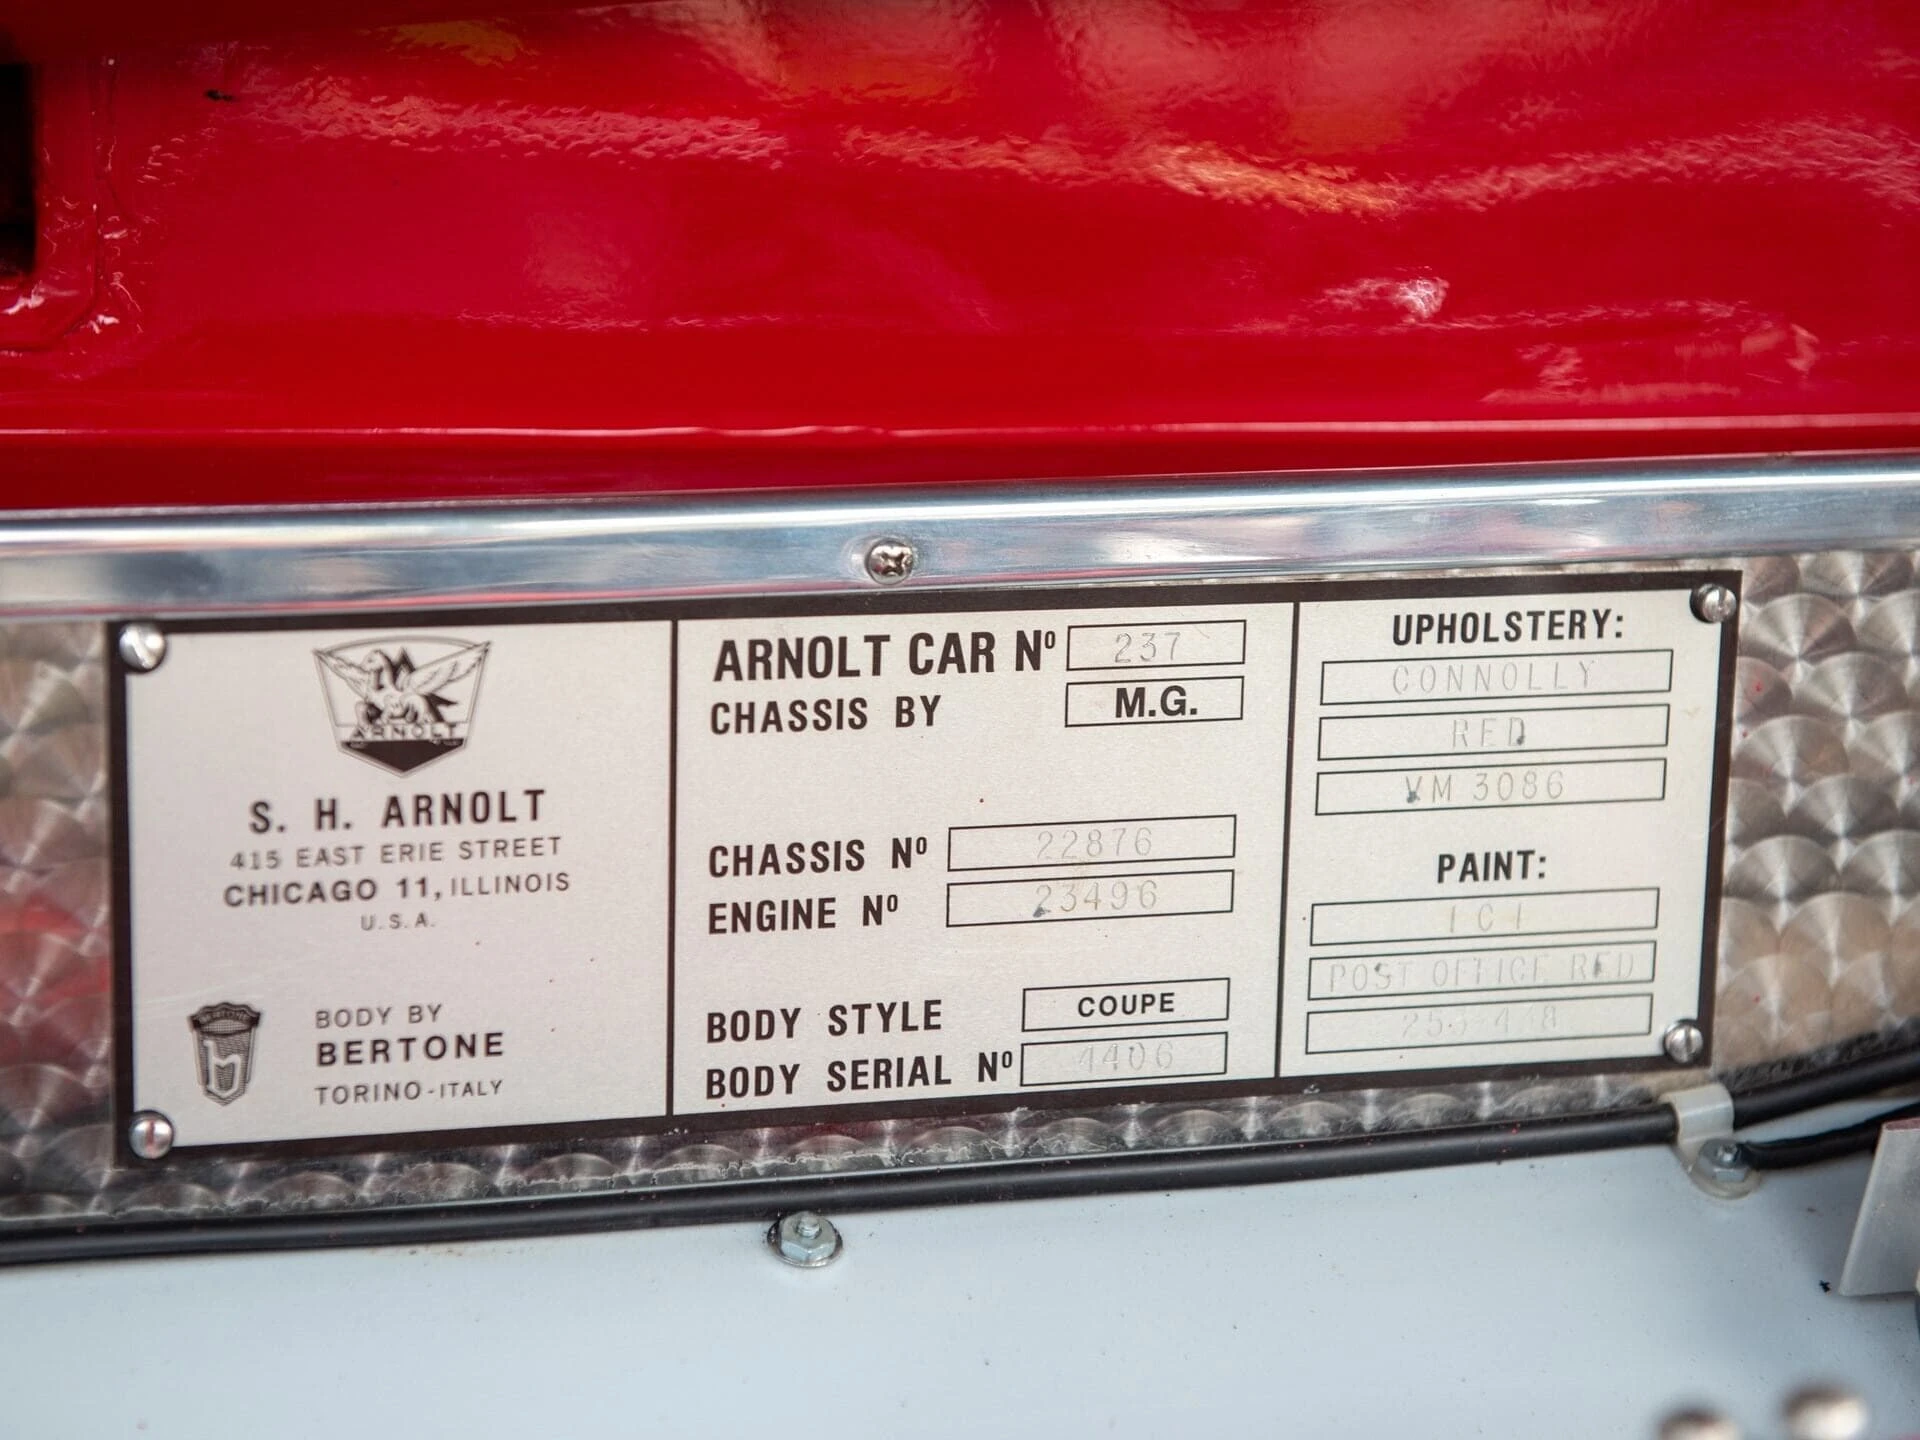 ARNOLT
S. H. ARNOLT
415 EAST ERIE STREET
CHICAGO 11, ILLINOIS
U.S.A.
BERTONE
b
BODY BY
BERTONE
TORINO-ITALY
ARNOLT CAR Nº 237
CHASSIS BY M.G.
CHASSIS Nº 22876
ENGINE Nº 23496
BODY STYLE COUPE
BODY SERIAL Nº 4406
UPHOLSTERY:
CONNOLLY
RED
VM 3086
PAINT:
ICI
POST OFFICE RED